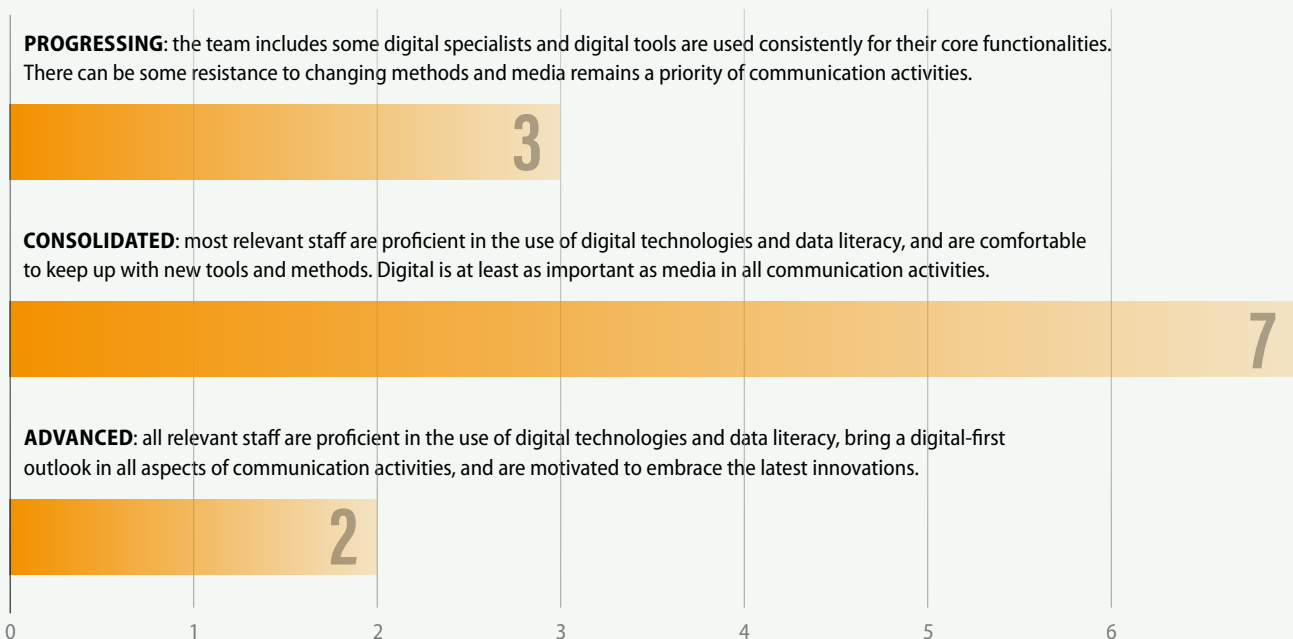 PROGRESSING: the team includes some digital specialists and digital tools are used consistently for their core functionalities.
There can be some resistance to changing methods and media remains a priority of communication activities.
3
CONSOLIDATED: most relevant staff are proficient in the use of digital technologies and data literacy, and are comfortable
to keep up with new tools and methods. Digital is at least as important as media in all communication activities.
7
ADVANCED: all relevant staff are proficient in the use of digital technologies and data literacy, bring a digital-first
outlook in all aspects of communication activities, and are motivated to embrace the latest innovations.
2
0 1 2 3 4 5 6